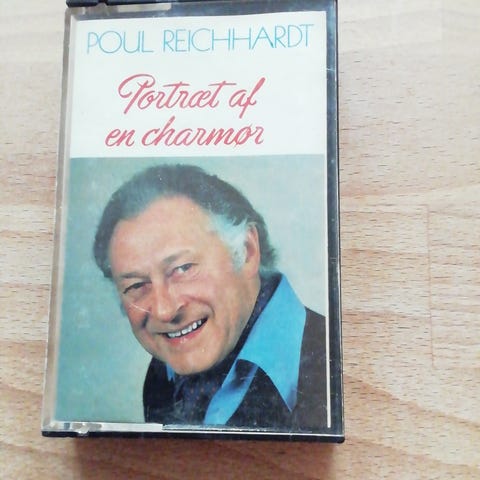 POUL REICHHARDT
Portræt af
en charmør